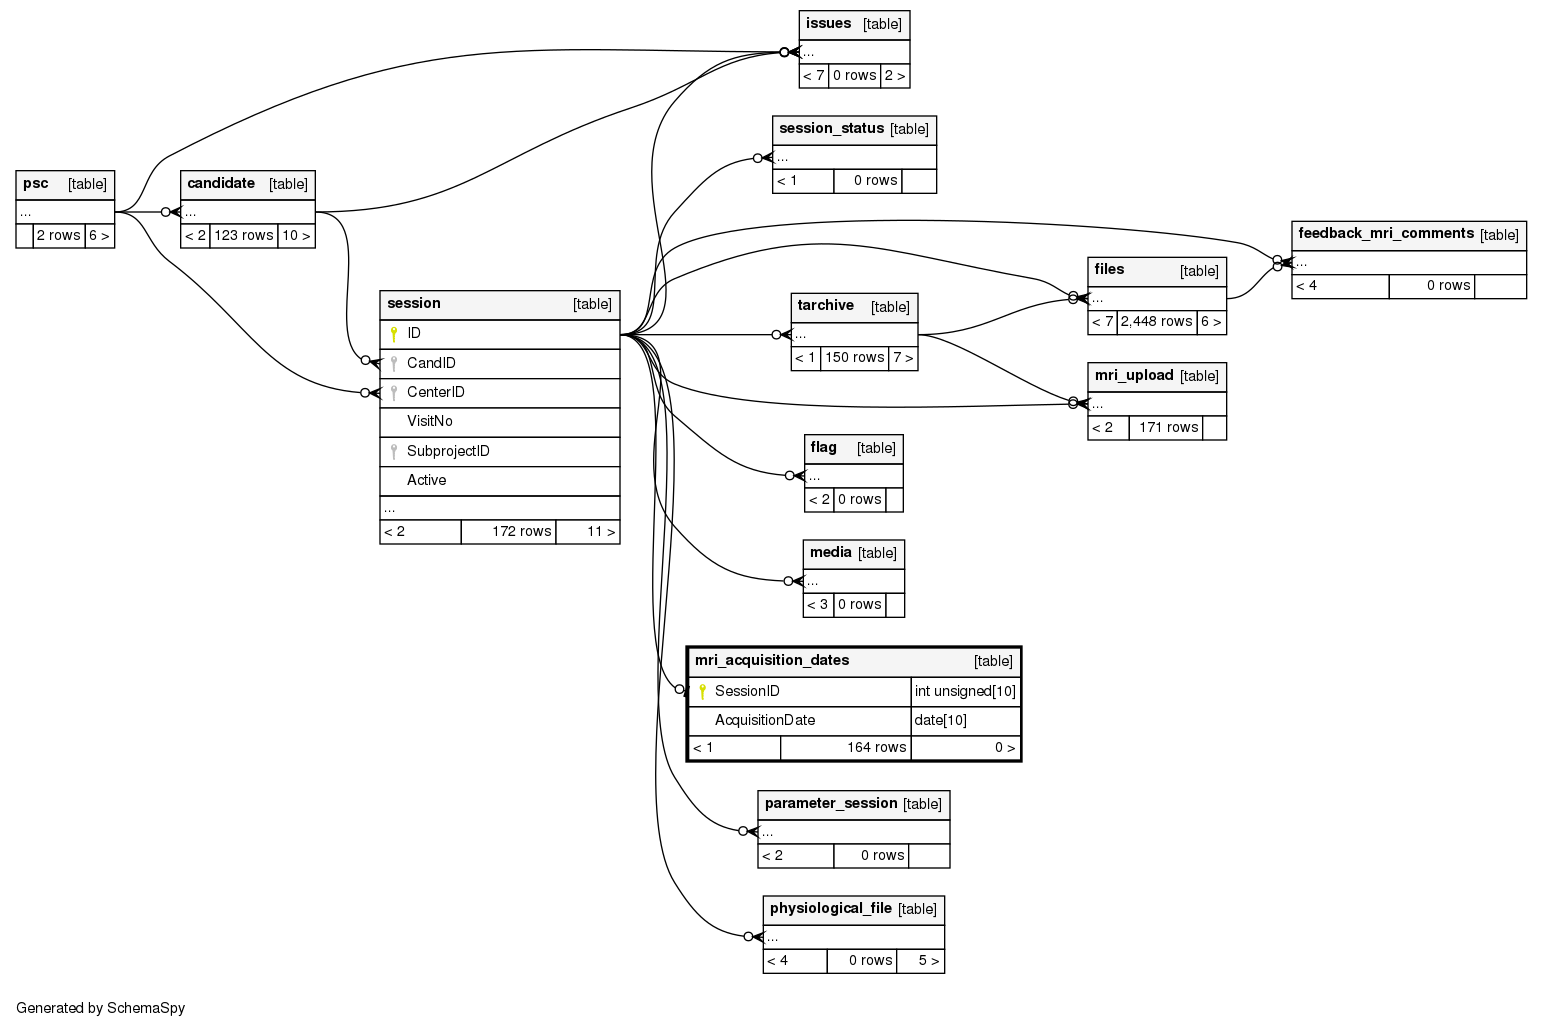 issues [table]
...
< 7 0 rows 2 >
session_status [table]
...
< 1 0 rows
psc [table]
...
2 rows 6 >
candidate [table]
...
< 2 123 rows 10 >
feedback_mri_comments [table]
...
< 4 0 rows
files [table]
...
< 7 2,448 rows 6 >
session [table]
ID
CandID
CenterID
VisitNo
SubprojectID
Active
...
< 2 172 rows 11 >
tarchive [table]
...
< 1 150 rows 7 >
mri_upload [table]
...
< 2 171 rows
flag [table]
...
< 2 0 rows
media [table]
...
< 3 0 rows
mri_acquisition_dates [table]
SessionID int unsigned[10]
AcquisitionDate date[10]
< 1 164 rows 0 >
parameter_session [table]
...
< 2 0 rows
physiological_file [table]
...
< 4 0 rows 5 >
Generated by SchemaSpy